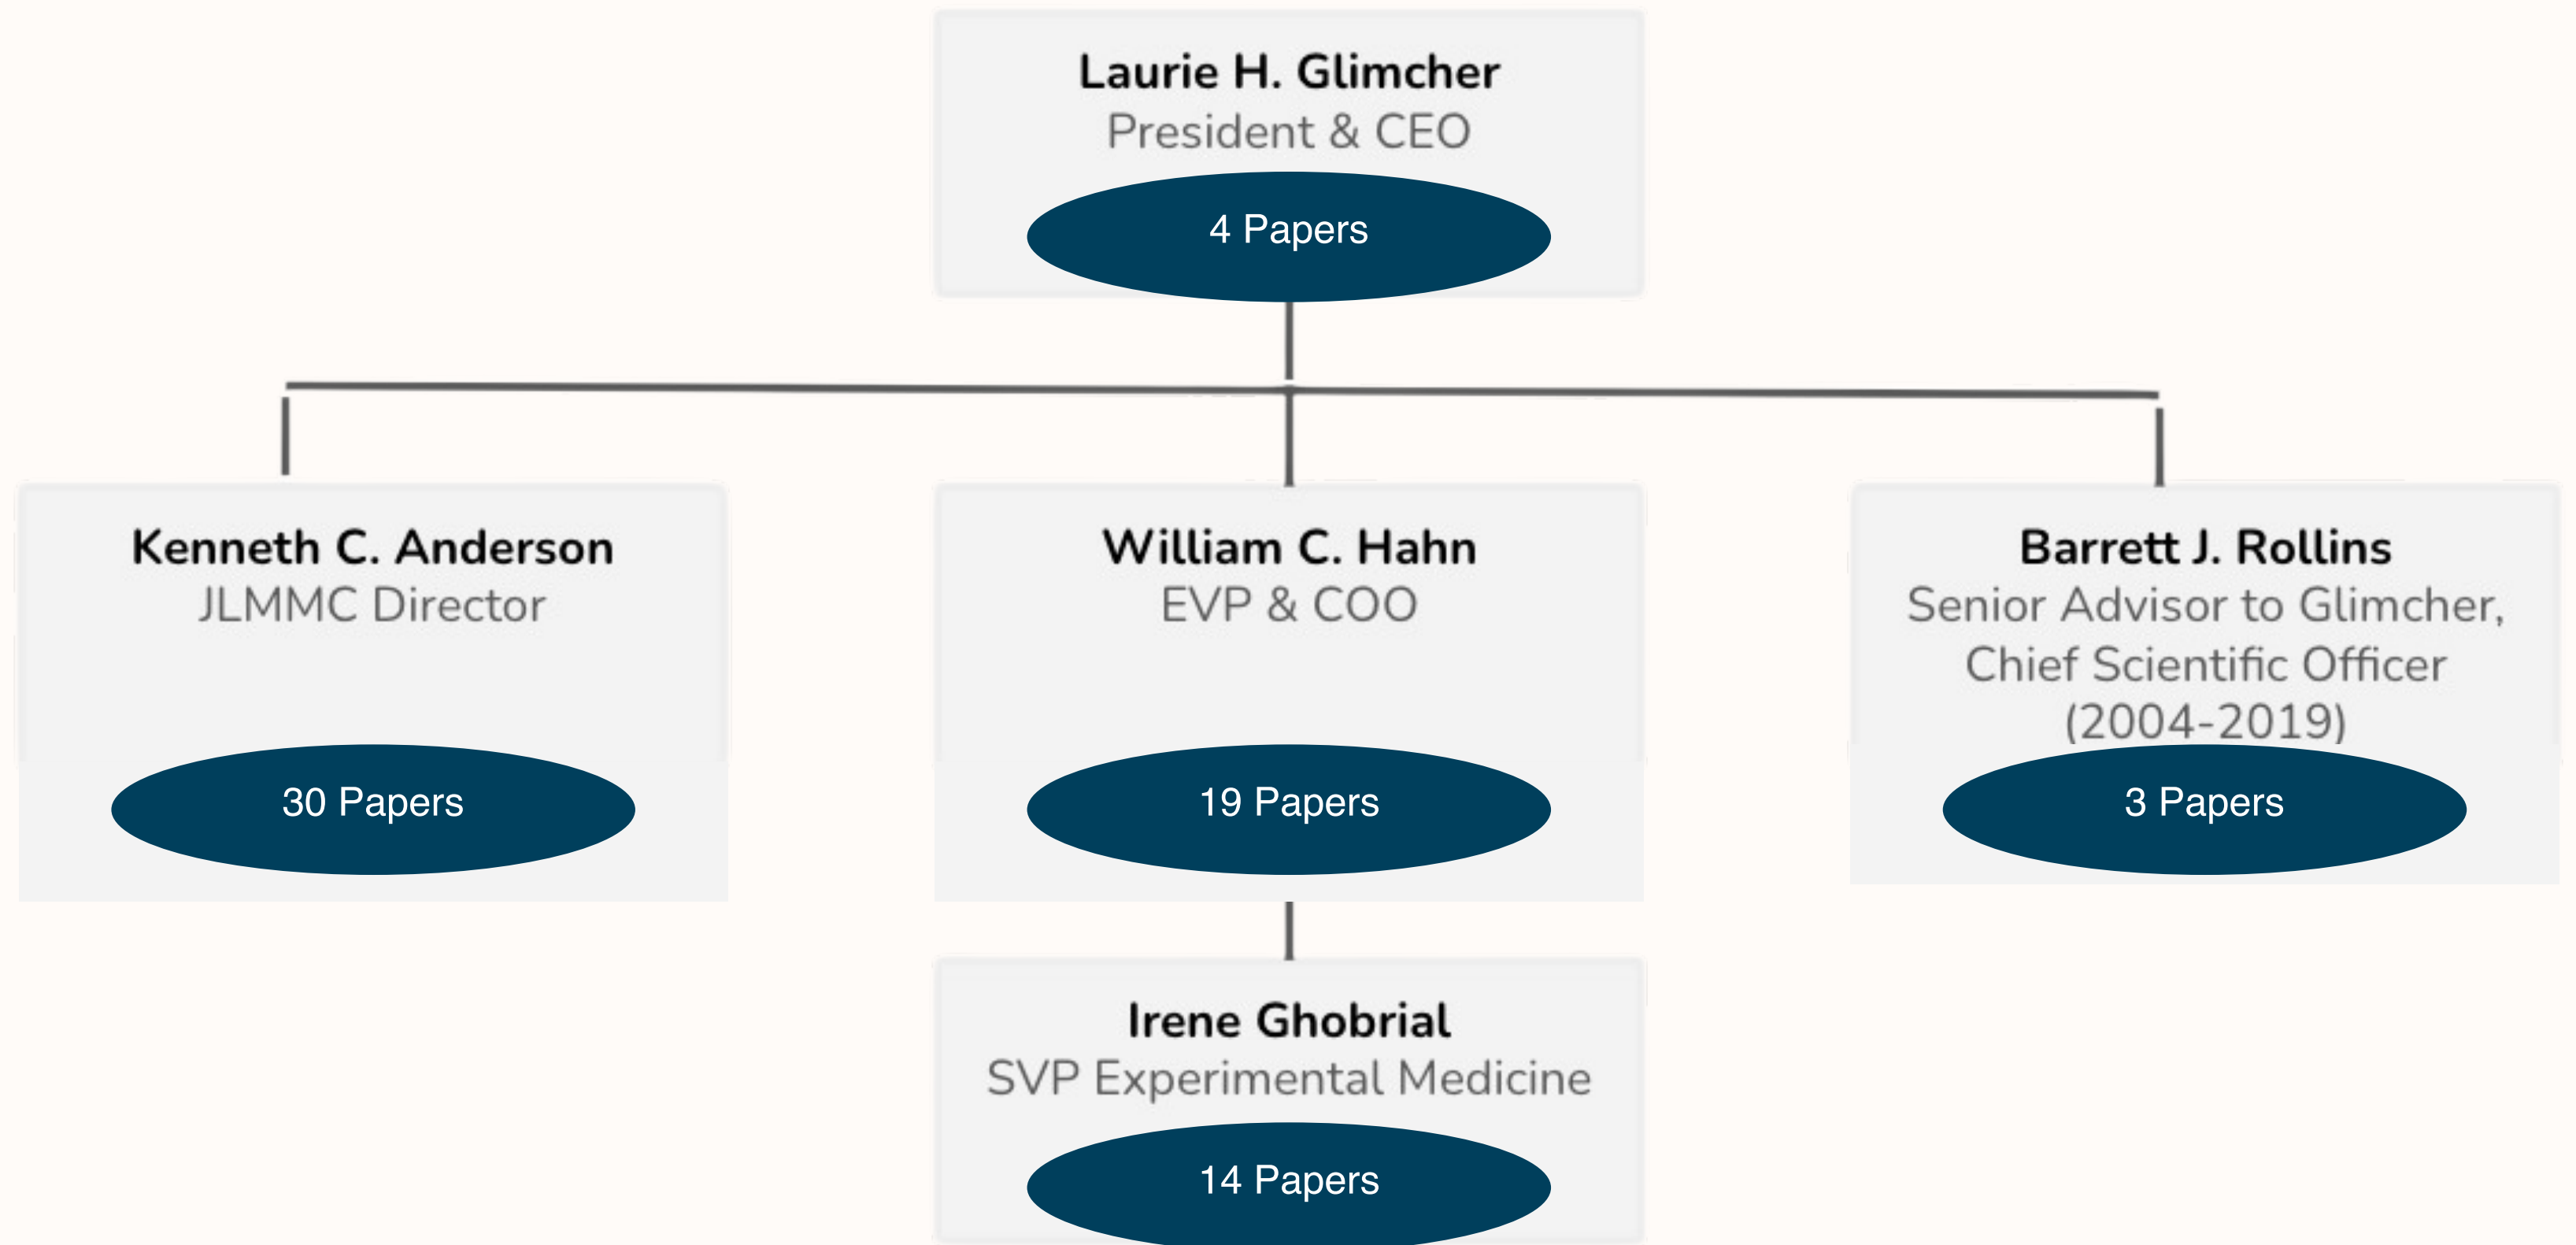 Laurie H. Glimcher
President & CEO
4 Papers
Kenneth C. Anderson
JLMMC Director
30 Papers
William C. Hahn
EVP & COO
19 Papers
Barrett J. Rollins
Senior Advisor to Glimcher,
Chief Scientific Officer
(2004-2019)
3 Papers
Irene Ghobrial
SVP Experimental Medicine
14 Papers